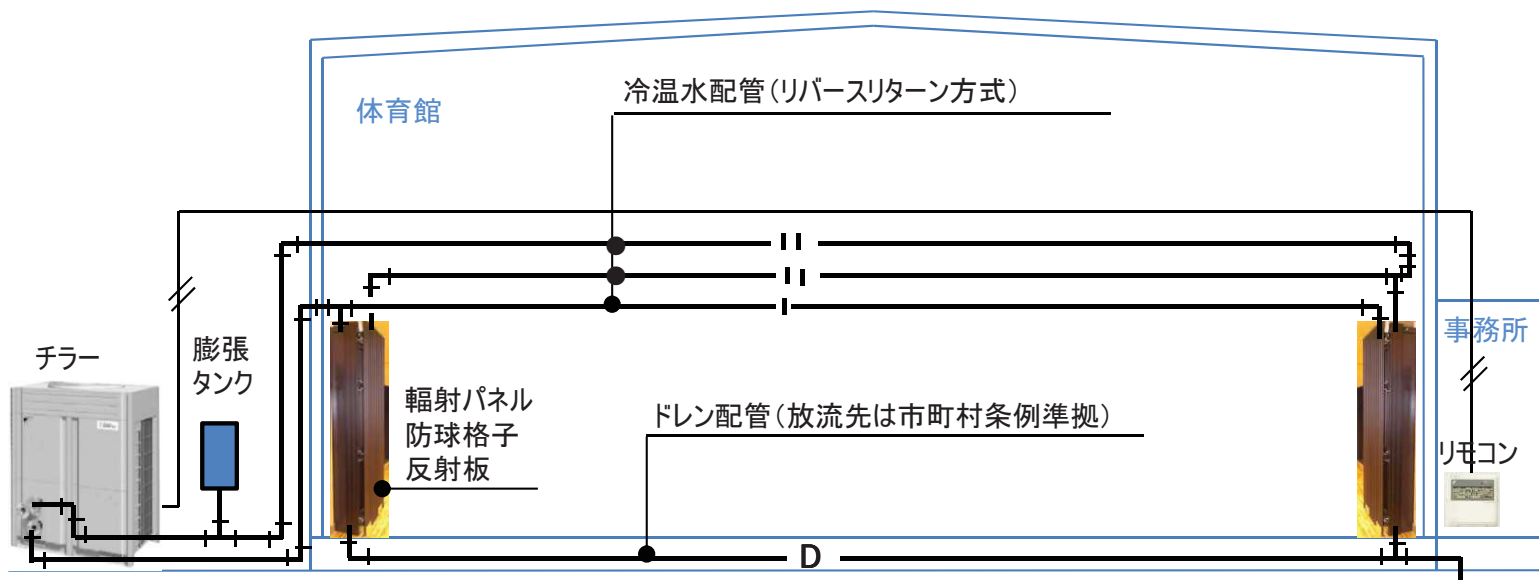 冷温水配管(リバースリターン方式)
体育館
チラー
膨張
タンク
輻射パネル
防球格子
反射板
ドレン配管(放流先は市町村条例準拠)
事務所
リモコン
D